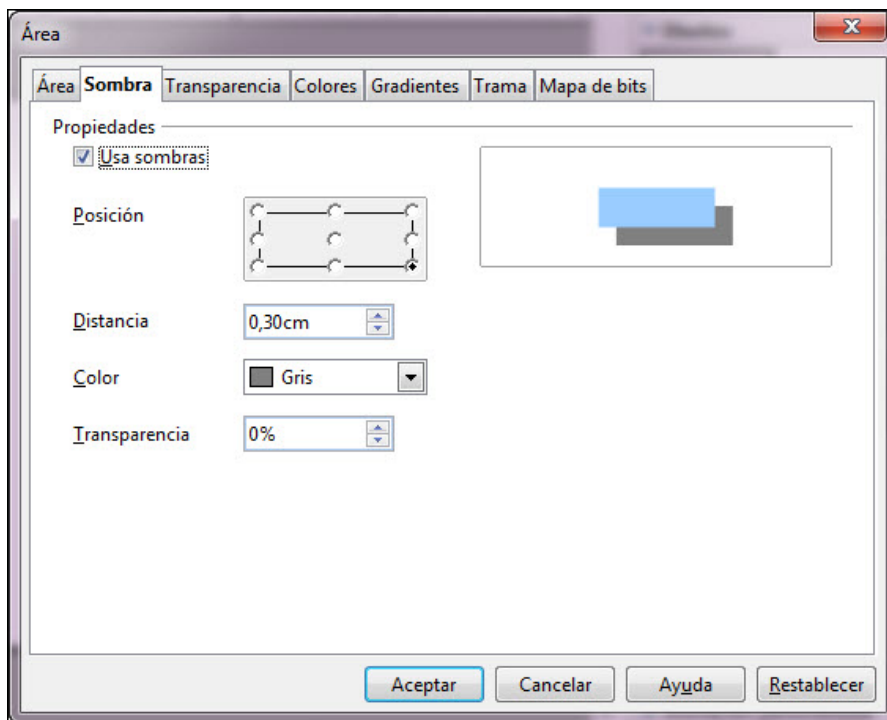 Área
Área Sombra Transparencia Colores Gradientes Trama Mapa de bits
Propiedades
Usa sombras
Posición
Distancia 0,30cm
Color Gris
Transparencia 0%
Aceptar Cancelar Ayuda Restablecer